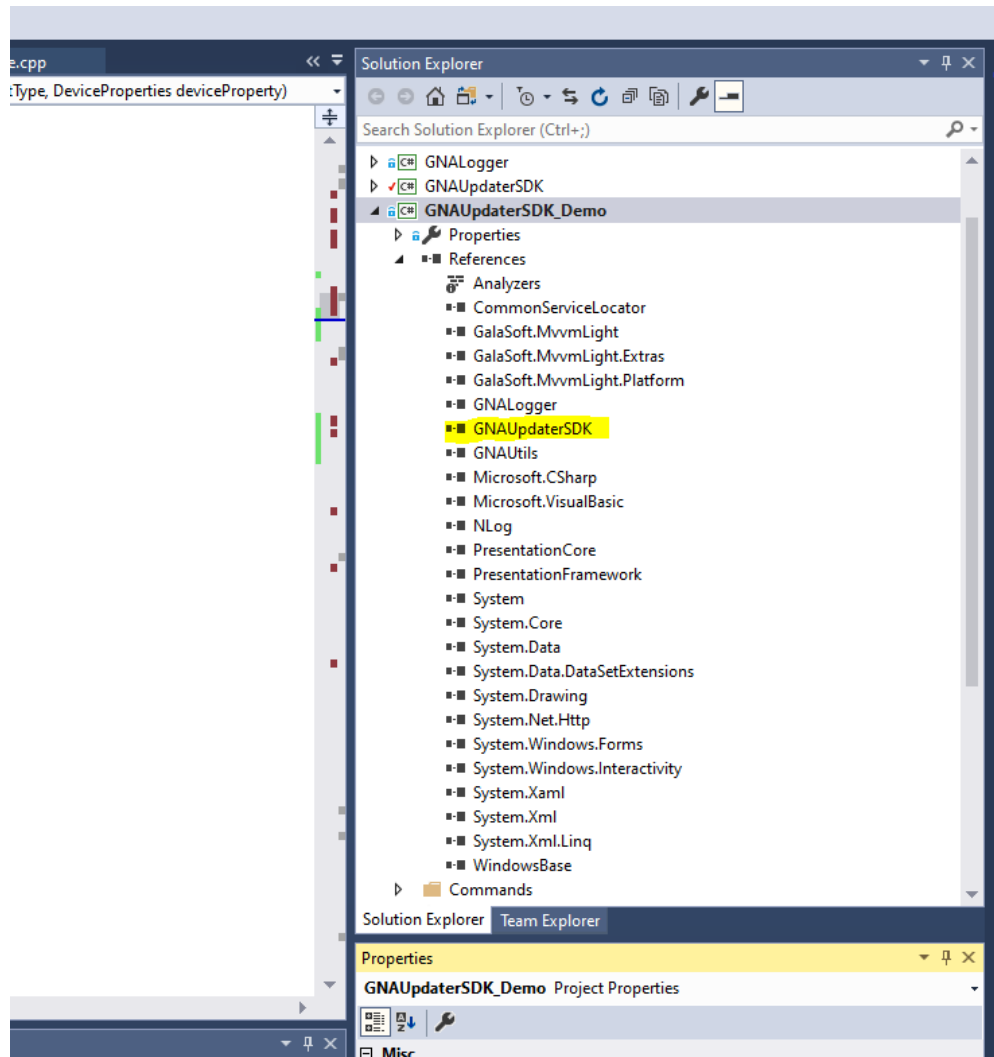 e.cpp
tType, DeviceProperties deviceProperty)
Solution Explorer
Search Solution Explorer (Ctrl+;)
C# GNALogger
C# GNAUpdaterSDK
C# GNAUpdaterSDK_Demo
Properties
References
Analyzers
CommonServiceLocator
GalaSoft.MvvmLight
GalaSoft.MvvmLight.Extras
GalaSoft.MvvmLight.Platform
GNALogger
GNAUpdaterSDK
GNAUtils
Microsoft.CSharp
Microsoft.VisualBasic
NLog
PresentationCore
PresentationFramework
System
System.Core
System.Data
System.Data.DataSetExtensions
System.Drawing
System.Net.Http
System.Windows.Forms
System.Windows.Interactivity
System.Xaml
System.Xml
System.Xml.Linq
WindowsBase
Commands
Solution Explorer Team Explorer
Properties
GNAUpdaterSDK_Demo Project Properties
Misc